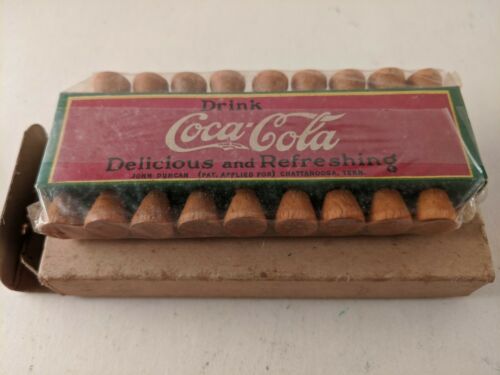 Drink
Coca-Cola
Delicious and Refreshing
JOHN DUNCAN (PAT. APPLIED FOR) CHATTANOOGA, TENN.